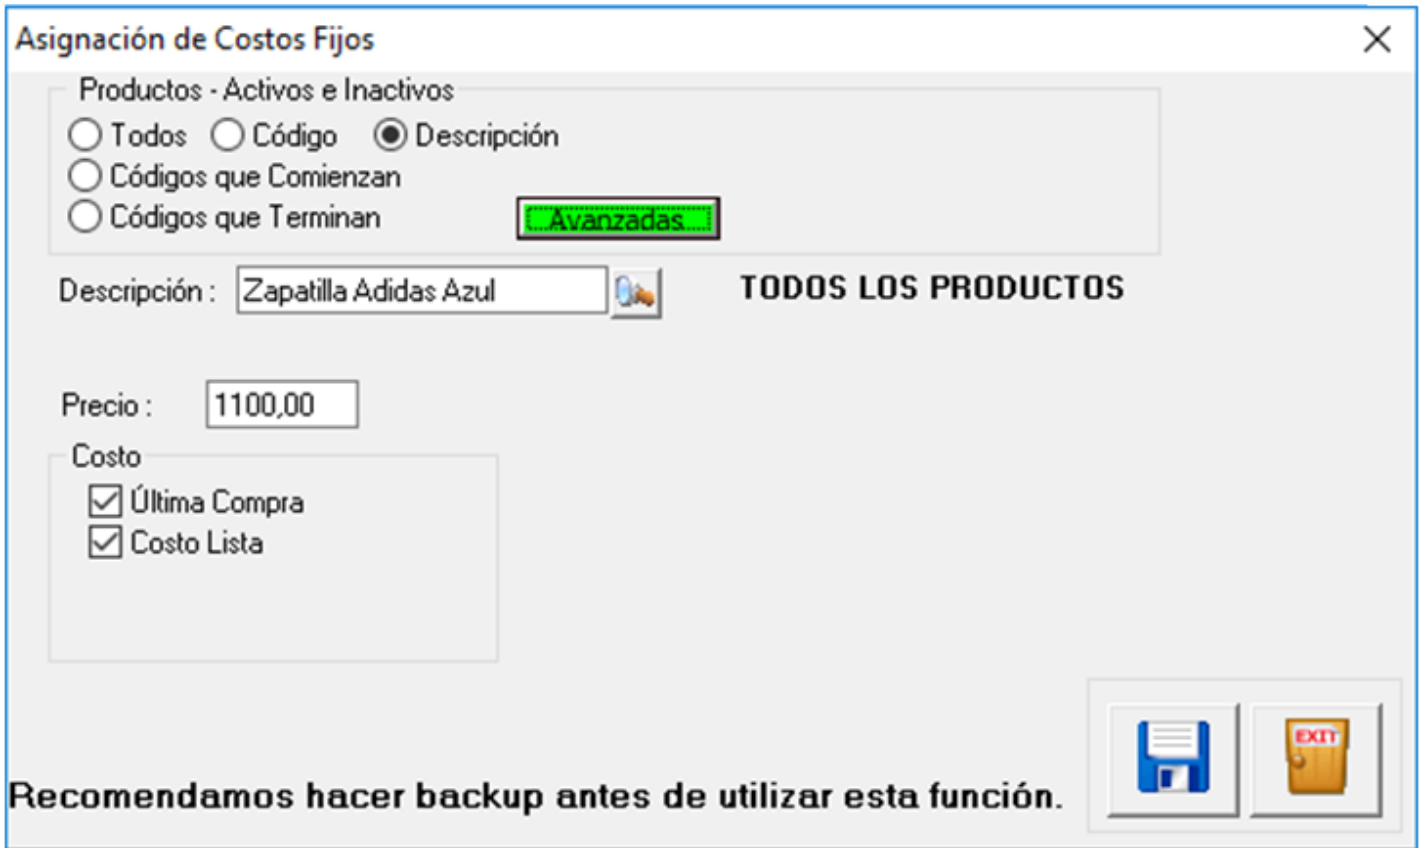 Asignación de Costos Fijos
Productos - Activos e Inactivos
Todos Código Descripción
Códigos que Comienzan
Códigos que Terminan Avanzadas
Descripción : Zapatilla Adidas Azul TODOS LOS PRODUCTOS
Precio : 1100,00
Costo
Última Compra
Costo Lista
EXIT
Recomendamos hacer backup antes de utilizar esta función.